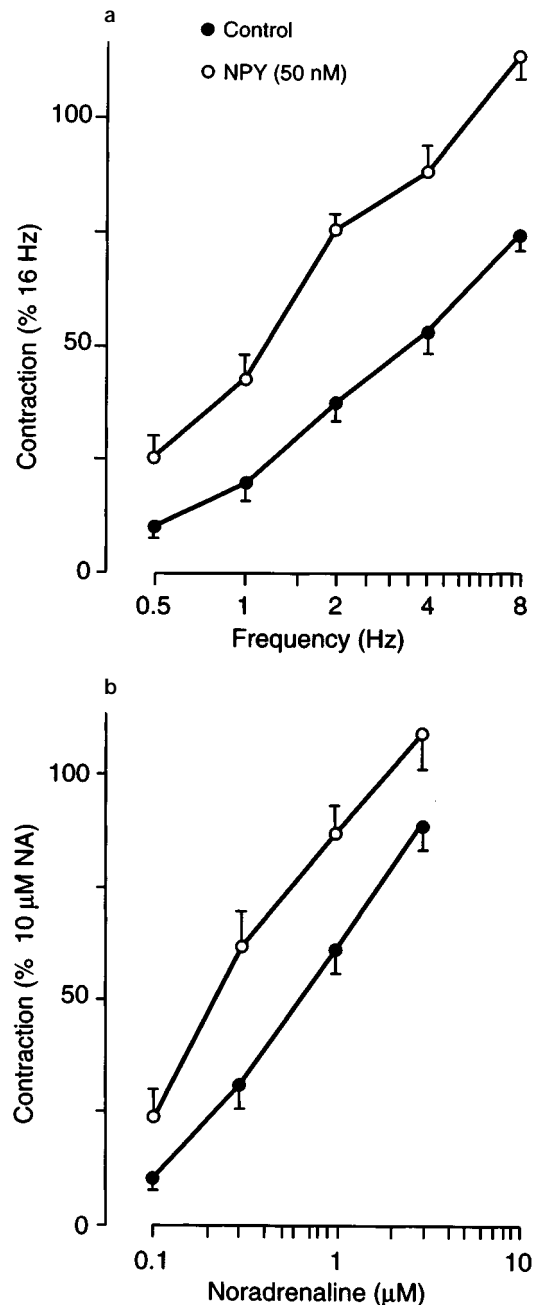 a
Control
NPY (50 nM)
100
50
0
Contraction (% 16 Hz)
0.5 1 2 4 8
Frequency (Hz)
b
100
50
0
Contraction (% 10 µM NA)
0.1 1 10
Noradrenaline (µM)